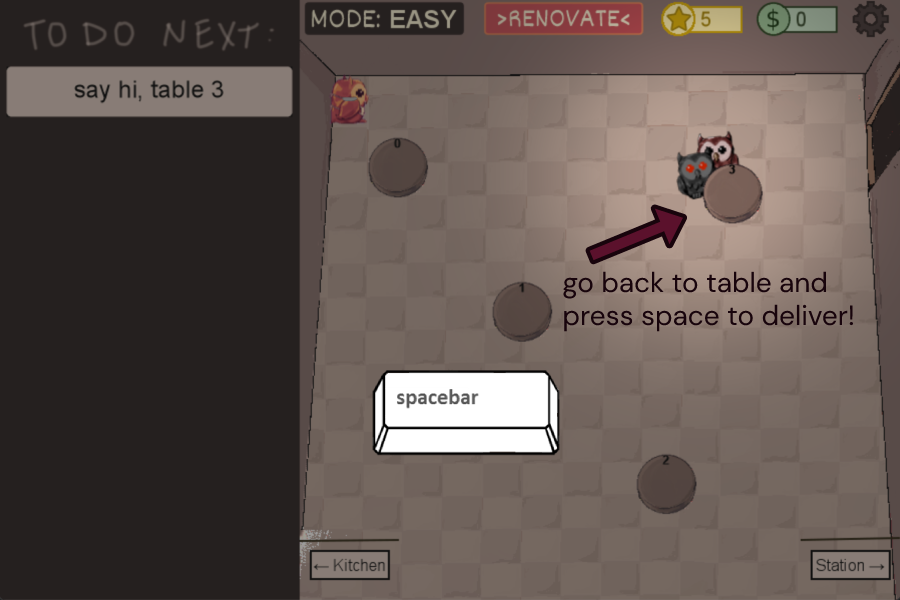 TO DO NEXT:
say hi, table 3
MODE: EASY
>RENOVATE<
5
$ 0
0
3
go back to table and
press space to deliver!
1
spacebar
2
← Kitchen
Station →